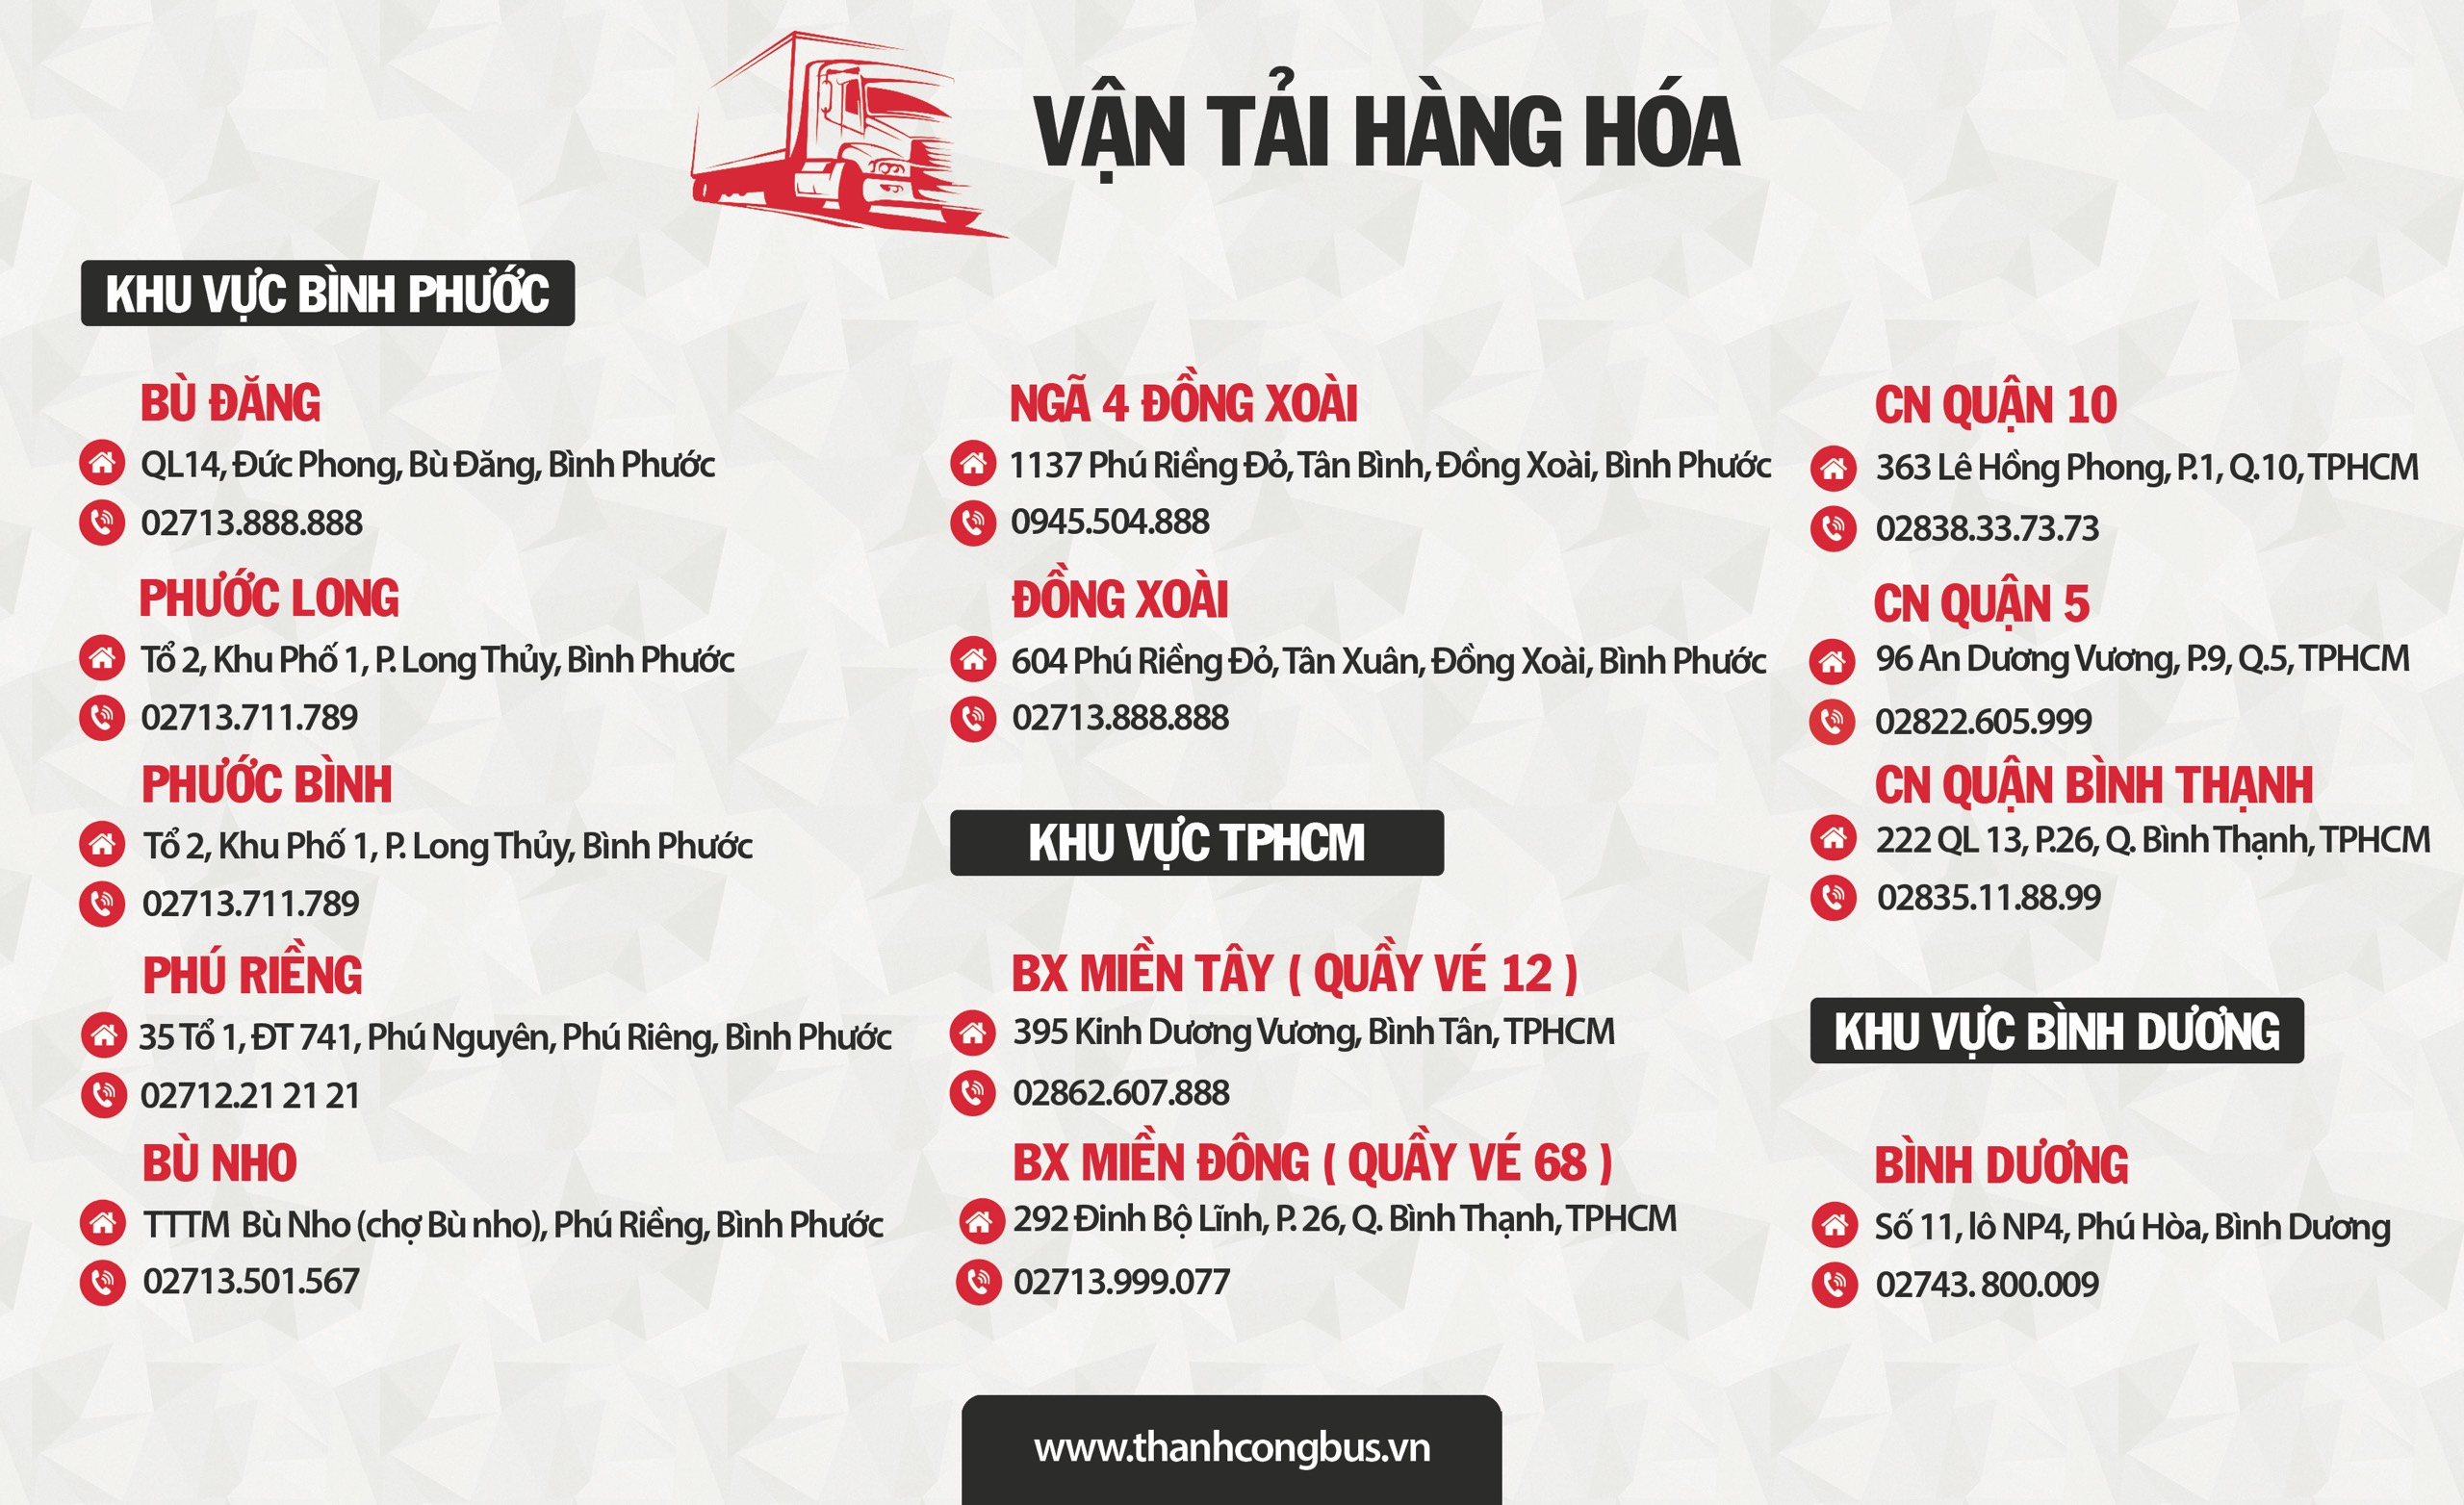 VẬN TẢI HÀNG HÓA
KHU VỰC BÌNH PHƯỚC
BÙ ĐĂNG
QL14, Đức Phong, Bù Đăng, Bình Phước
02713.888.888
PHƯỚC LONG
Tổ 2, Khu Phố 1, P. Long Thủy, Bình Phước
02713.711.789
PHƯỚC BÌNH
Tổ 2, Khu Phố 1, P. Long Thủy, Bình Phước
02713.711.789
PHÚ RIỀNG
35 Tổ 1, ĐT 741, Phú Nguyên, Phú Riêng, Bình Phước
02712.21 21 21
BÙ NHO
TTTM Bù Nho (chợ Bù nho), Phú Riềng, Bình Phước
02713.501.567
NGÃ 4 ĐỒNG XOÀI
1137 Phú Riềng Đỏ, Tân Bình, Đồng Xoài, Bình Phước
0945.504.888
ĐỒNG XOÀI
604 Phú Riềng Đỏ, Tân Xuân, Đồng Xoài, Bình Phước
02713.888.888
KHU VỰC TPHCM
BX MIỀN TÂY ( QUẦY VÉ 12 )
395 Kinh Dương Vương, Bình Tân, TPHCM
02862.607.888
BX MIỀN ĐÔNG ( QUẦY VÉ 68 )
292 Đinh Bộ Lĩnh, P. 26, Q. Bình Thạnh, TPHCM
02713.999.077
CN QUẬN 10
363 Lê Hồng Phong, P.1, Q.10, TPHCM
02838.33.73.73
CN QUẬN 5
96 An Dương Vương, P.9, Q.5, TPHCM
02822.605.999
CN QUẬN BÌNH THẠNH
222 QL 13, P.26, Q. Bình Thạnh, TPHCM
02835.11.88.99
KHU VỰC BÌNH DƯƠNG
BÌNH DƯƠNG
Số 11, lô NP4, Phú Hòa, Bình Dương
02743. 800.009
www.thanhcongbus.vn